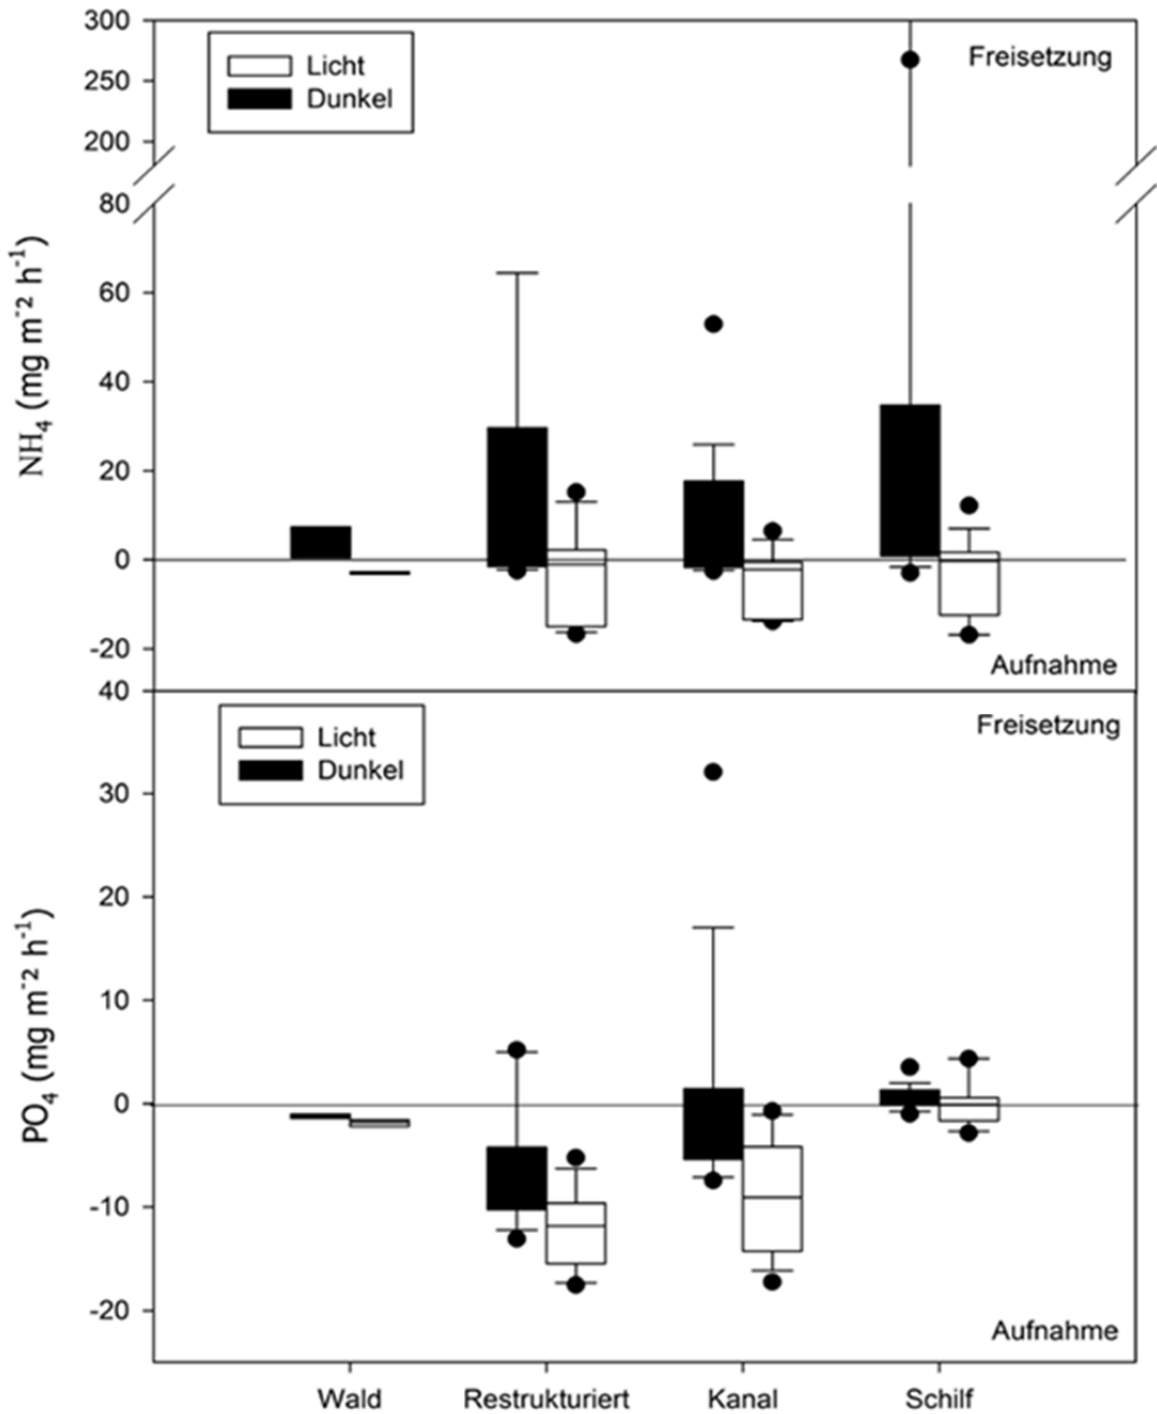 300
250
200
80
60
40
20
0
-20
NH₄ (mg m⁻² h⁻¹)
Licht
Dunkel
Freisetzung
Aufnahme
40
30
20
10
0
-10
-20
PO₄ (mg m⁻² h⁻¹)
Licht
Dunkel
Freisetzung
Aufnahme
Wald Restrukturiert Kanal Schilf